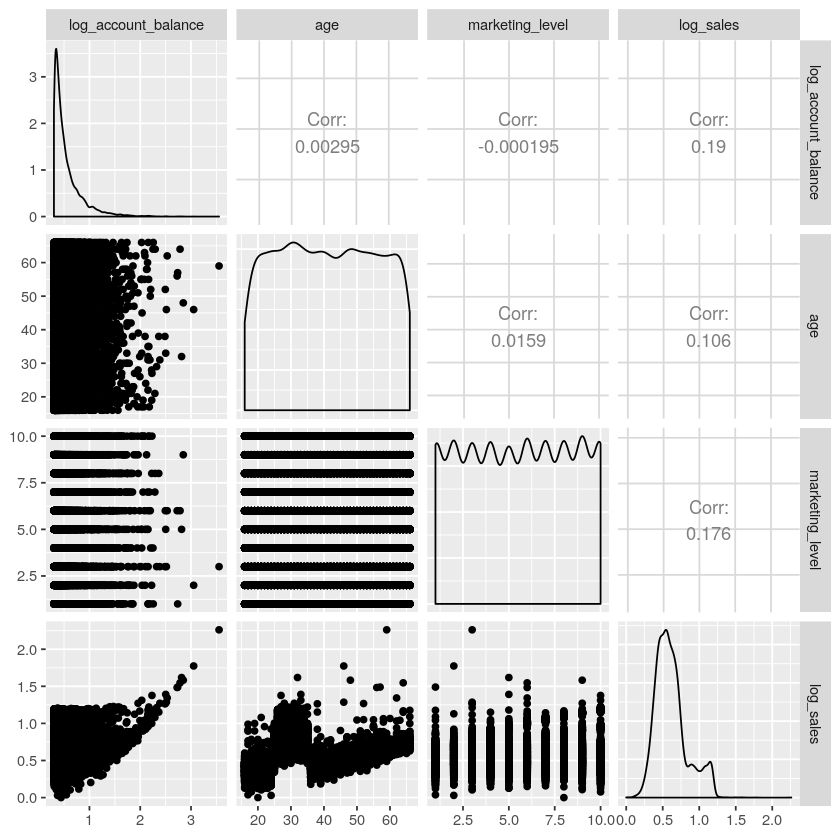 log_account_balance age marketing_level log_sales
3
2
1
0
Corr:
0.00295
Corr:
-0.000195
Corr:
0.19
log_account_balance
60
50
40
30
20
Corr:
0.0159
Corr:
0.106
age
10.0
7.5
5.0
2.5
Corr:
0.176
marketing_level
2.0
1.5
1.0
0.5
0.0
log_sales
1 2 3 20 30 40 50 60 2.5 5.0 7.5 10.0 0.0 0.5 1.0 1.5 2.0